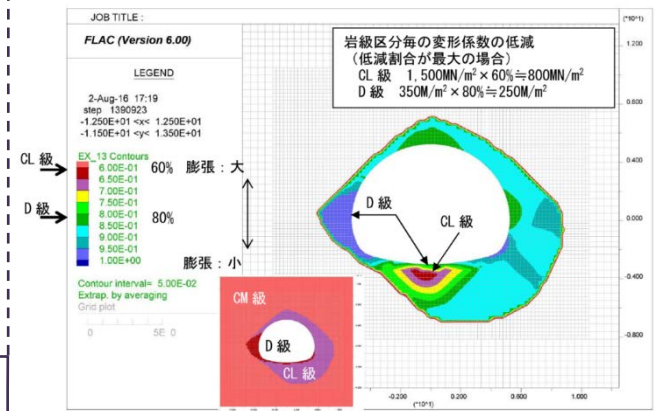 JOB TITLE :
(*10^1)
FLAC (Version 6.00)
LEGEND
2-Aug-16 17:19
step 1390923
-1.250E+01 <x< 1.250E+01
-1.150E+01 <y< 1.350E+01
EX_13 Contours
6.00E-01
6.50E-01
7.00E-01
7.50E-01
8.00E-01
8.50E-01
9.00E-01
9.50E-01
1.00E+00
Contour interval= 5.00E-02
Extrap. by averaging
Grid plot
0 5E 0
CL 級
D 級
60% 膨張：大
80%
膨張：小
岩級区分毎の変形係数の低減
（低減割合が最大の場合）
CL 級 1,500MN/m²×60%≒800MN/m²
D 級 350M/m²×80%≒250M/m²
D 級
CL 級
CM 級
D 級
CL 級
1.200
0.800
0.400
0.000
-0.400
-0.800
-0.200 0.200 0.600 1.000
(*10^1)